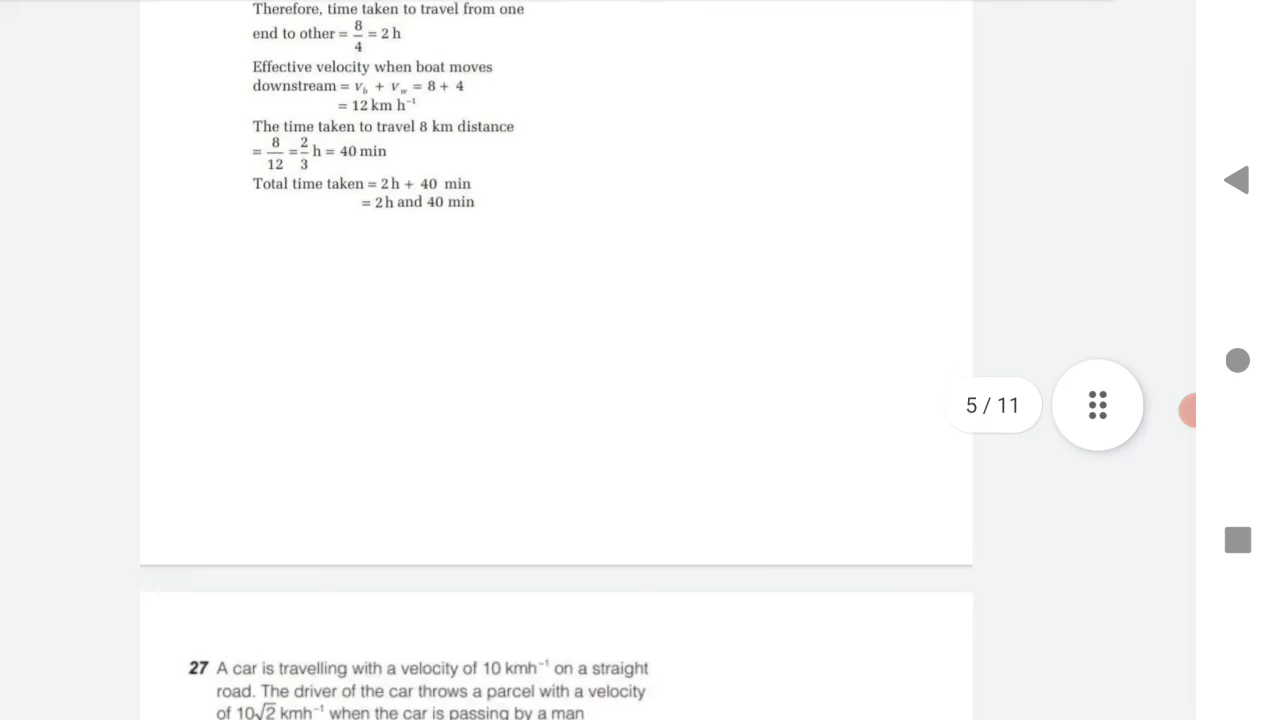 Therefore, time taken to travel from one
end to other = 8/4 = 2 h
Effective velocity when boat moves
downstream = v_b + v_w = 8 + 4
= 12 km h⁻¹
The time taken to travel 8 km distance
= 8/12 = 2/3 h = 40 min
Total time taken = 2 h + 40 min
= 2 h and 40 min
5 / 11
27 A car is travelling with a velocity of 10 kmh⁻¹ on a straight
road. The driver of the car throws a parcel with a velocity
of 10√2 kmh⁻¹ when the car is passing by a man